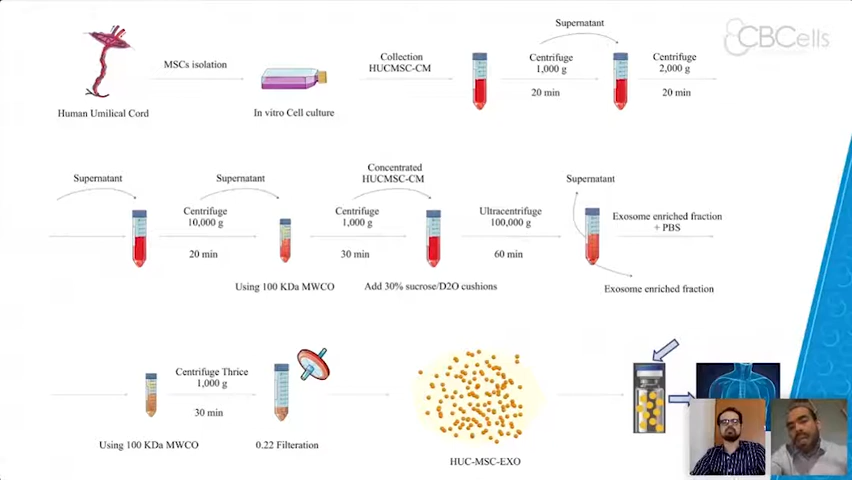 Supernatant
CBCells
MSCs isolation
Collection
HUCMSC-CM
Centrifuge
1,000 g
Centrifuge
2,000 g
20 min
20 min
Human Umilical Cord
In vitro Cell culture
Supernatant
Supernatant
Concentrated
HUCMSC-CM
Supernatant
Centrifuge
10,000 g
Centrifuge
1,000 g
Ultracentrifuge
100,000 g
Exosome enriched fraction
+ PBS
20 min
30 min
60 min
Using 100 KDa MWCO
Add 30% sucrose/D2O cushions
Exosome enriched fraction
Centrifuge Thrice
1,000 g
30 min
Using 100 KDa MWCO
0.22 Filteration
HUC-MSC-EXO